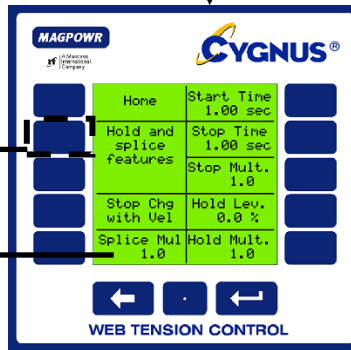 MAGPOWR
A Maxcess
International
Company
CYGNUS®
Home
Start Time
1.00 sec
Hold and
splice
features
Stop Time
1.00 sec
Stop Mult.
1.0
Stop Chg
with Vel
Hold Lev.
0.0 %
Splice Mul
1.0
Hold Mult.
1.0
WEB TENSION CONTROL